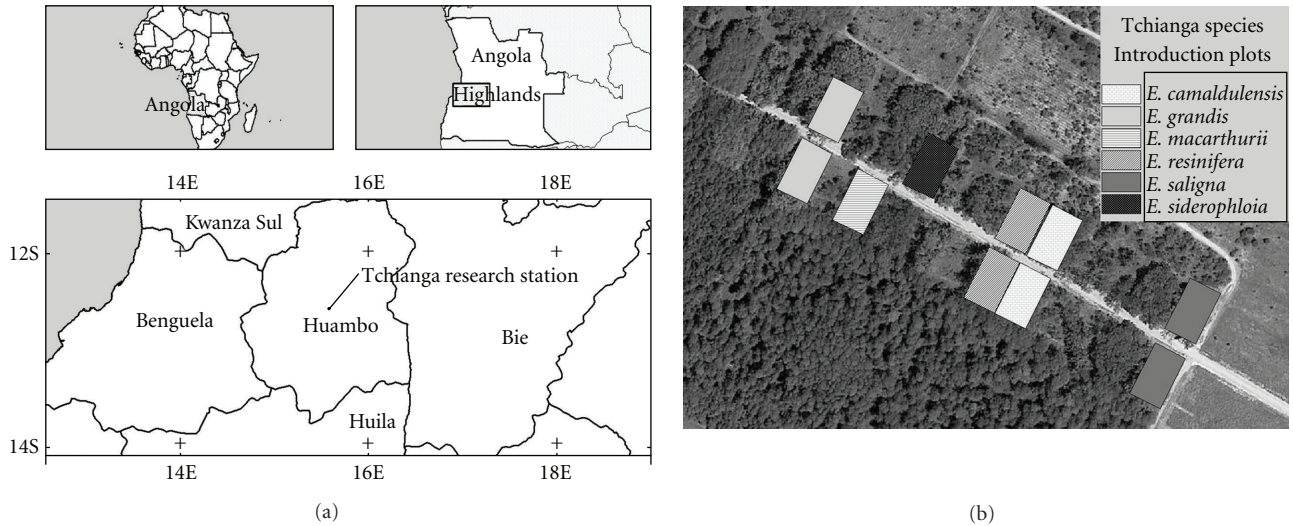 Angola
Angola
Highlands
14E 16E 18E
Kwanza Sul
12S
Tchianga research station
Benguela
Huambo
Bie
Huila
14S
14E 16E 18E
(a)
Tchianga species
Introduction plots
E. camaldulensis
E. grandis
E. macarthurii
E. resinifera
E. saligna
E. siderophloia
(b)